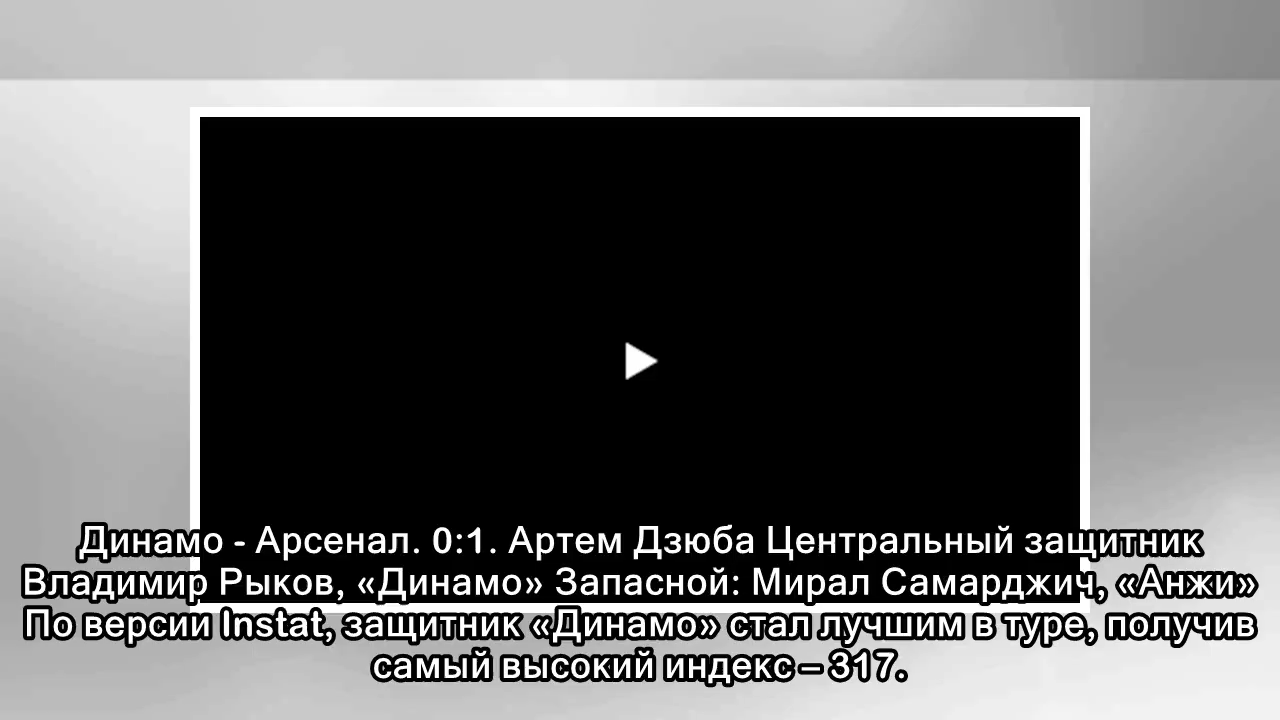 Динамо - Арсенал. 0:1. Артем Дзюба Центральный защитник
Владимир Рыков, «Динамо» Запасной: Мирал Самарджич, «Анжи»
По версии Instat, защитник «Динамо» стал лучшим в туре, получив
самый высокий индекс – 317.